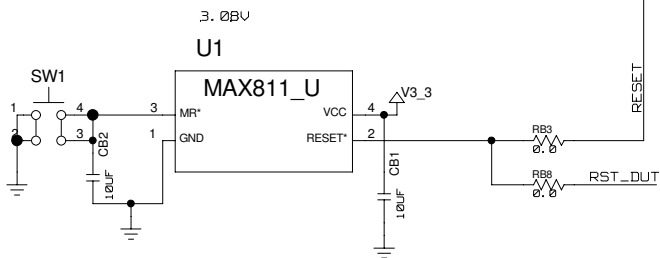 3.08V
U1
SW1
MAX811_U
V3_3
1
4
3
MR*
VCC
4
2
3
1
GND
RESET*
2
CB2
10UF
CB1
10UF
RB3
0.0
RESET
RB8
0.0
RST_DUT